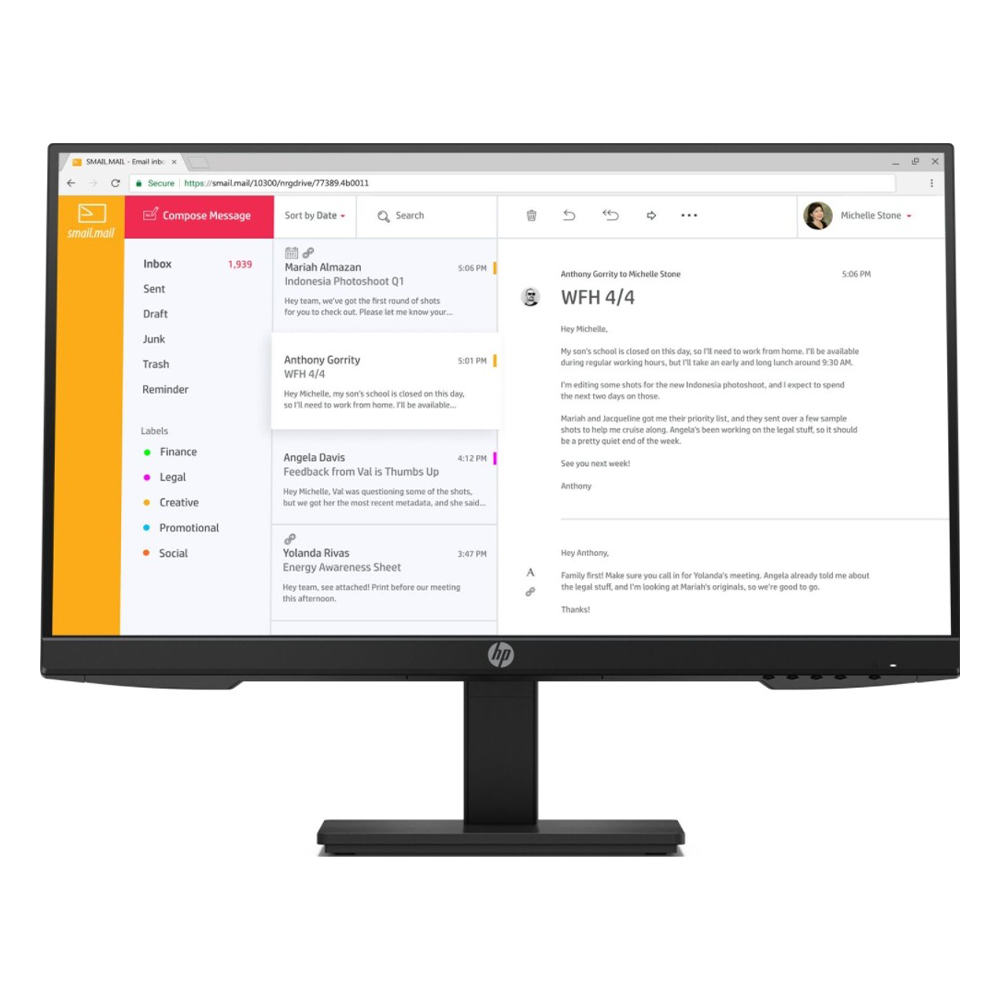 SMAIL.MAIL - Email inb
Secure https://smail.mail/10300/nrgdrive/77389.4b0011
smail.mail
Compose Message
Sort by Date
Search
Michelle Stone
Inbox 1,939
Sent
Draft
Junk
Trash
Reminder
Labels
Finance
Legal
Creative
Promotional
Social
Mariah Almazan 5:06 PM
Indonesia Photoshoot Q1
Hey team, we've got the first round of shots
for you to check out. Please let me know your...
Anthony Gorrity 5:01 PM
WFH 4/4
Hey Michelle, my son's school is closed on this day,
so I'll need to work from home. I'll be available...
Angela Davis 4:12 PM
Feedback from Val is Thumbs Up
Hey Michelle, Val was questioning some of the shots,
but we got her the most recent metadata, and she said...
Yolanda Rivas 3:47 PM
Energy Awareness Sheet
Hey team, see attached! Print before our meeting
this afternoon.
Anthony Gorrity to Michelle Stone 5:06 PM
WFH 4/4
Hey Michelle,
My son's school is closed on this day, so I'll need to work from home. I'll be available
during regular working hours, but I'll take an early and long lunch around 9:30 AM.
I'm editing some shots for the new Indonesia photoshoot, and I expect to spend
the next two days on those.
Mariah and Jacqueline got me their priority list, and they sent over a few sample
shots to help me cruise along. Angela's been working on the legal stuff, so it should
be a pretty quiet end of the week.
See you next week!
Anthony
Hey Anthony,
A
Family first! Make sure you call in for Yolanda's meeting. Angela already told me about
the legal stuff, and I'm looking at Mariah's originals, so we're good to go.
Thanks!
hp